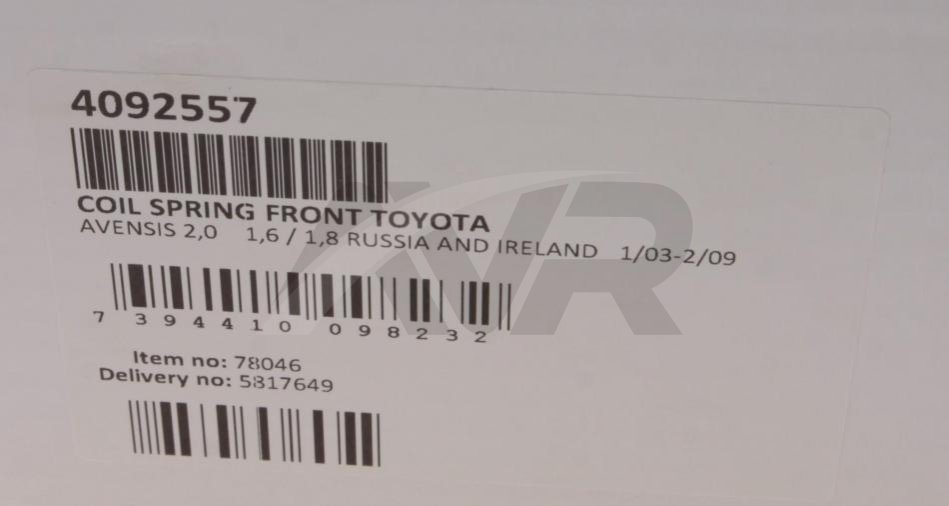 4092557
COIL SPRING FRONT TOYOTA
AVENSIS 2,0 1,6 / 1,8 RUSSIA AND IRELAND 1/03-2/09
7 394410 098232
Item no: 78046
Delivery no: 5817649
NR